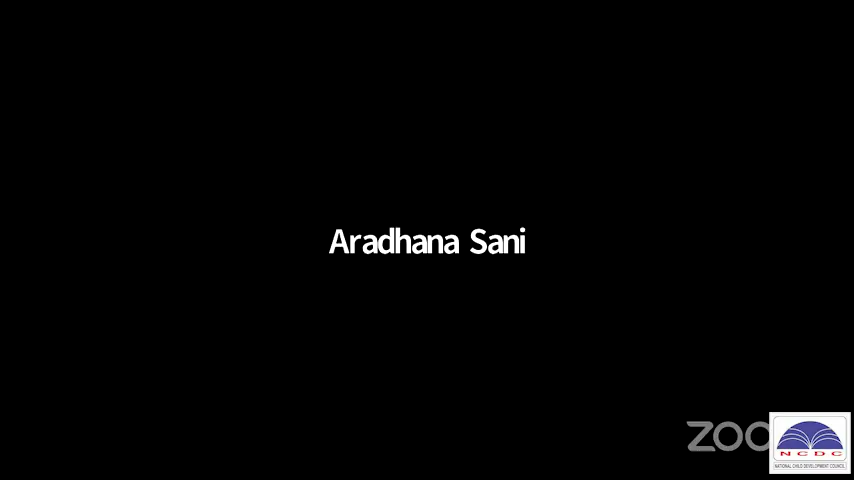 Aradhana Sani
ZOO
NCDC
NATIONAL CHILD DEVELOPMENT COUNCIL